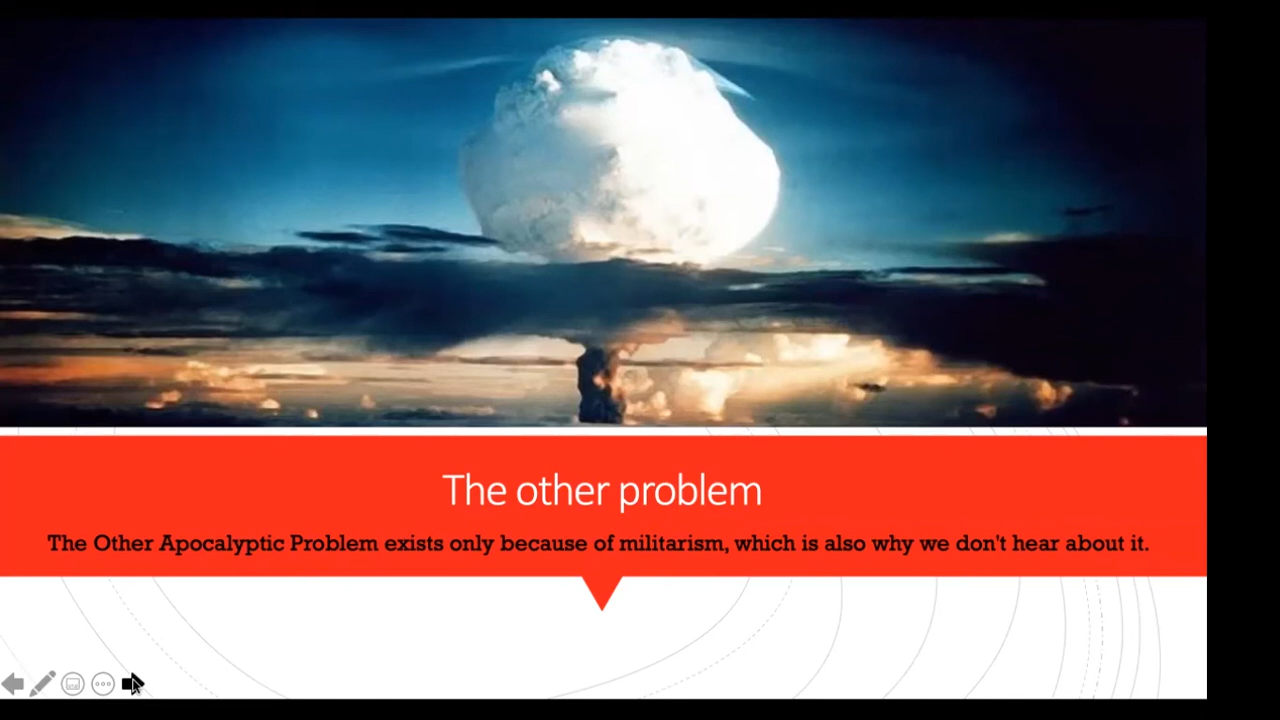 The other problem
The Other Apocalyptic Problem exists only because of militarism, which is also why we don't hear about it.